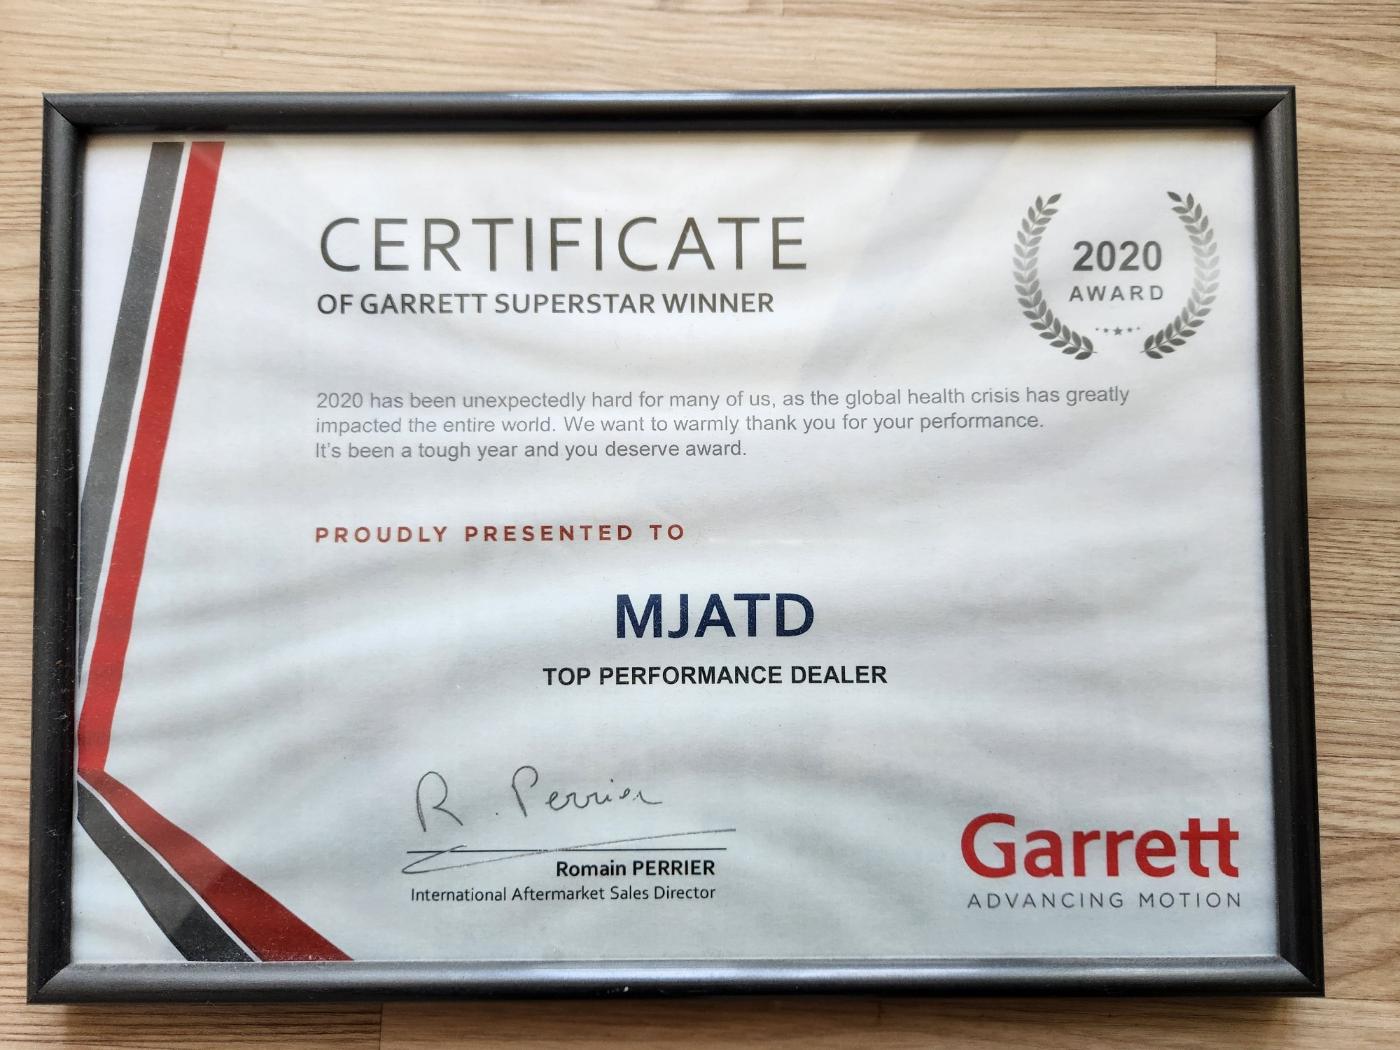 CERTIFICATE
OF GARRETT SUPERSTAR WINNER
2020
AWARD
2020 has been unexpectedly hard for many of us, as the global health crisis has greatly
impacted the entire world. We want to warmly thank you for your performance.
It's been a tough year and you deserve award.
PROUDLY PRESENTED TO
MJATD
TOP PERFORMANCE DEALER
R. Perrier
Romain PERRIER
International Aftermarket Sales Director
Garrett
ADVANCING MOTION